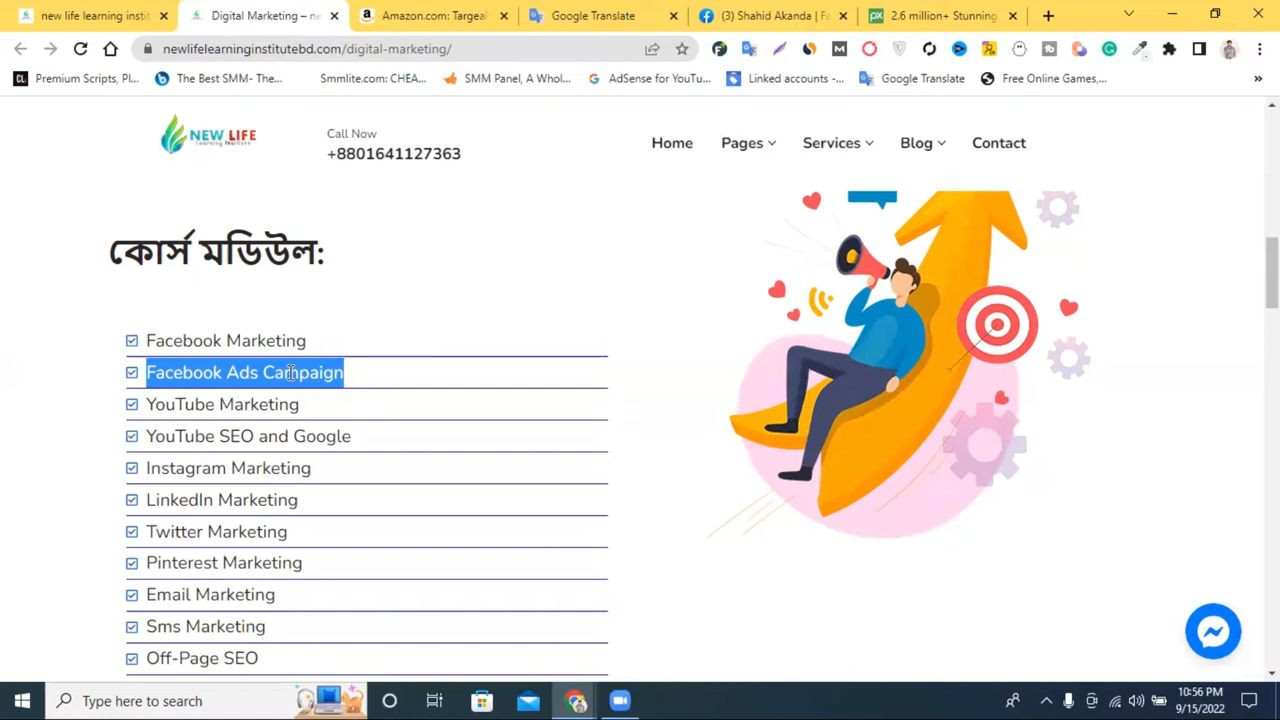 new life learning instit
Digital Marketing – ne
Amazon.com: Targeal
Google Translate
(3) Shahid Akanda | Fa
2.6 million+ Stunning
newlifelearninginstitutebd.com/digital-marketing/
Premium Scripts, Pl...
The Best SMM- The...
Smmlite.com: CHEA...
SMM Panel, A Whol...
AdSense for YouTu...
Linked accounts -...
Google Translate
Free Online Games,...
NEW LIFE
Learning Institute
Call Now
+8801641127363
Home
Pages
Services
Blog
Contact
কোর্স মডিউল:
Facebook Marketing
Facebook Ads Campaign
YouTube Marketing
YouTube SEO and Google
Instagram Marketing
LinkedIn Marketing
Twitter Marketing
Pinterest Marketing
Email Marketing
Sms Marketing
Off-Page SEO
Type here to search
10:56 PM
9/15/2022